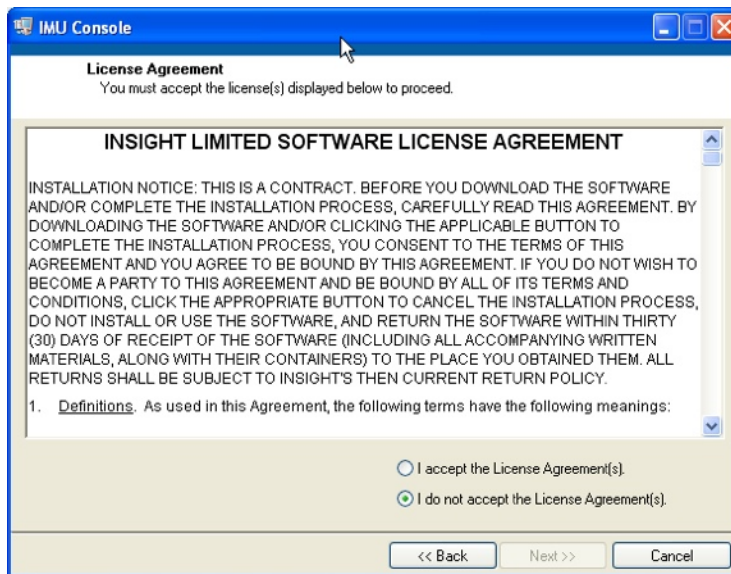 IMU Console
License Agreement
You must accept the license(s) displayed below to proceed.
INSIGHT LIMITED SOFTWARE LICENSE AGREEMENT
INSTALLATION NOTICE: THIS IS A CONTRACT. BEFORE YOU DOWNLOAD THE SOFTWARE
AND/OR COMPLETE THE INSTALLATION PROCESS, CAREFULLY READ THIS AGREEMENT. BY
DOWNLOADING THE SOFTWARE AND/OR CLICKING THE APPLICABLE BUTTON TO
COMPLETE THE INSTALLATION PROCESS, YOU CONSENT TO THE TERMS OF THIS
AGREEMENT AND YOU AGREE TO BE BOUND BY THIS AGREEMENT. IF YOU DO NOT WISH TO
BECOME A PARTY TO THIS AGREEMENT AND BE BOUND BY ALL OF ITS TERMS AND
CONDITIONS, CLICK THE APPROPRIATE BUTTON TO CANCEL THE INSTALLATION PROCESS,
DO NOT INSTALL OR USE THE SOFTWARE, AND RETURN THE SOFTWARE WITHIN THIRTY
(30) DAYS OF RECEIPT OF THE SOFTWARE (INCLUDING ALL ACCOMPANYING WRITTEN
MATERIALS, ALONG WITH THEIR CONTAINERS) TO THE PLACE YOU OBTAINED THEM. ALL
RETURNS SHALL BE SUBJECT TO INSIGHT'S THEN CURRENT RETURN POLICY.
1. Definitions. As used in this Agreement, the following terms have the following meanings:
I accept the License Agreement(s).
I do not accept the License Agreement(s).
<< Back Next >> Cancel